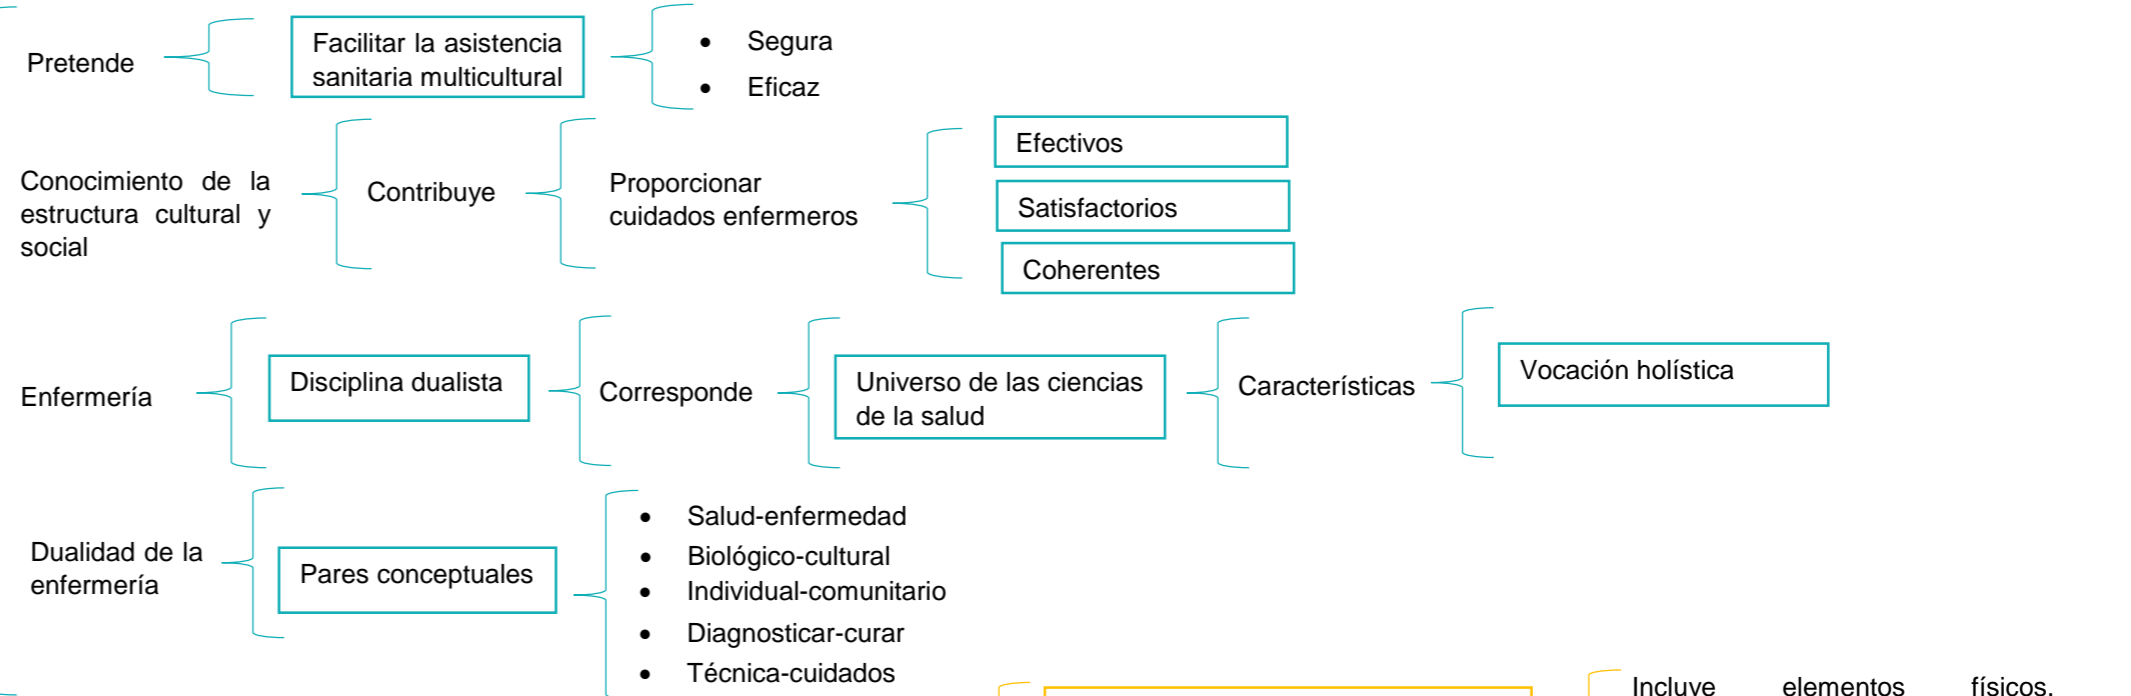 Pretende
Facilitar la asistencia
sanitaria multicultural
• Segura
• Eficaz
Conocimiento de la
estructura cultural y
social
Contribuye
Proporcionar
cuidados enfermeros
Efectivos
Satisfactorios
Coherentes
Enfermería
Disciplina dualista
Corresponde
Universo de las ciencias
de la salud
Características
Vocación holística
Dualidad de la
enfermería
Pares conceptuales
• Salud-enfermedad
• Biológico-cultural
• Individual-comunitario
• Diagnosticar-curar
• Técnica-cuidados
Incluye elementos físicos,